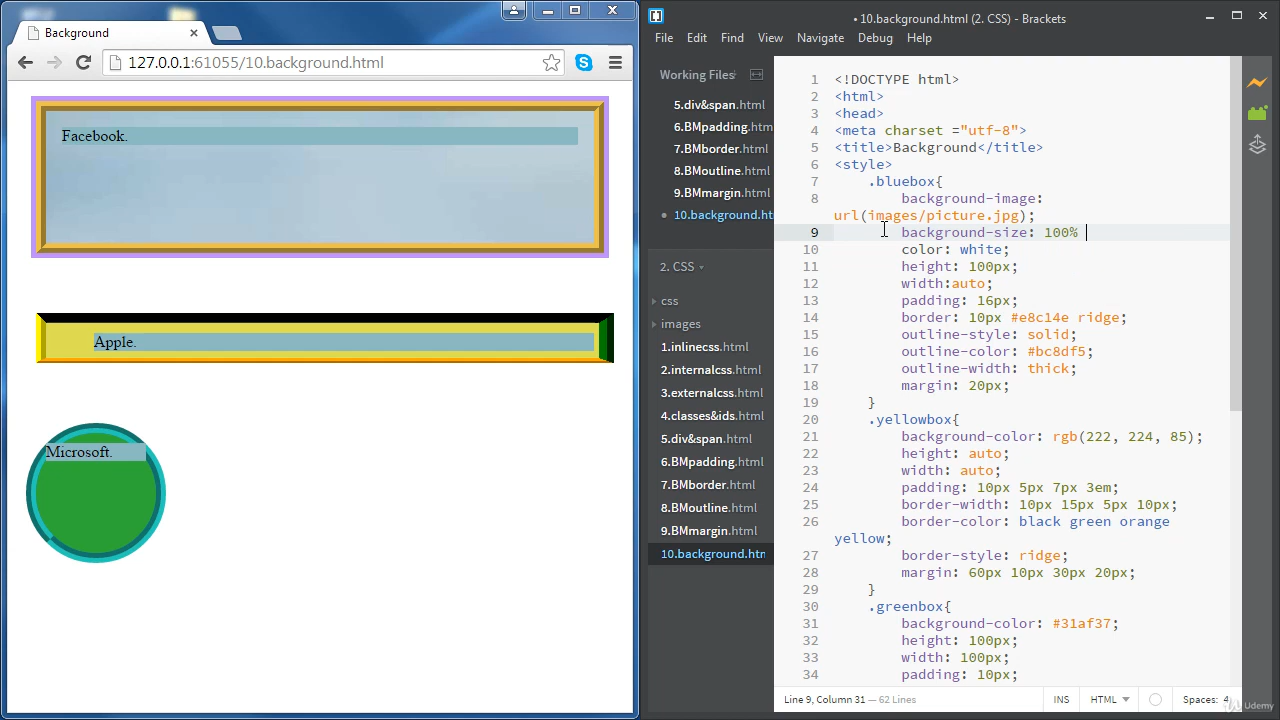 Background
127.0.0.1:61055/10.background.html
Facebook.
Apple.
Microsoft.
• 10.background.html (2. CSS) - Brackets
File Edit Find View Navigate Debug Help
Working Files
5.div&span.html
6.BMpadding.htm
7.BMborder.html
8.BMoutline.html
9.BMmargin.html
10.background.ht
2. CSS
css
images
1.inlinecss.html
2.internalcss.html
3.externalcss.html
4.classes&ids.html
5.div&span.html
6.BMpadding.html
7.BMborder.html
8.BMoutline.html
9.BMmargin.html
10.background.htm
1 <!DOCTYPE html>
2 <html>
3 <head>
4 <meta charset ="utf-8">
5 <title>Background</title>
6 <style>
7 .bluebox{
8 background-image:
url(images/picture.jpg);
9 background-size: 100%
10 color: white;
11 height: 100px;
12 width:auto;
13 padding: 16px;
14 border: 10px #e8c14e ridge;
15 outline-style: solid;
16 outline-color: #bc8df5;
17 outline-width: thick;
18 margin: 20px;
19 }
20 .yellowbox{
21 background-color: rgb(222, 224, 85);
22 height: auto;
23 width: auto;
24 padding: 10px 5px 7px 3em;
25 border-width: 10px 15px 5px 10px;
26 border-color: black green orange
yellow;
27 border-style: ridge;
28 margin: 60px 10px 30px 20px;
29 }
30 .greenbox{
31 background-color: #31af37;
32 height: 100px;
33 width: 100px;
34 padding: 10px;
Line 9, Column 31 — 62 Lines
INS HTML Spaces: 4
Udemy